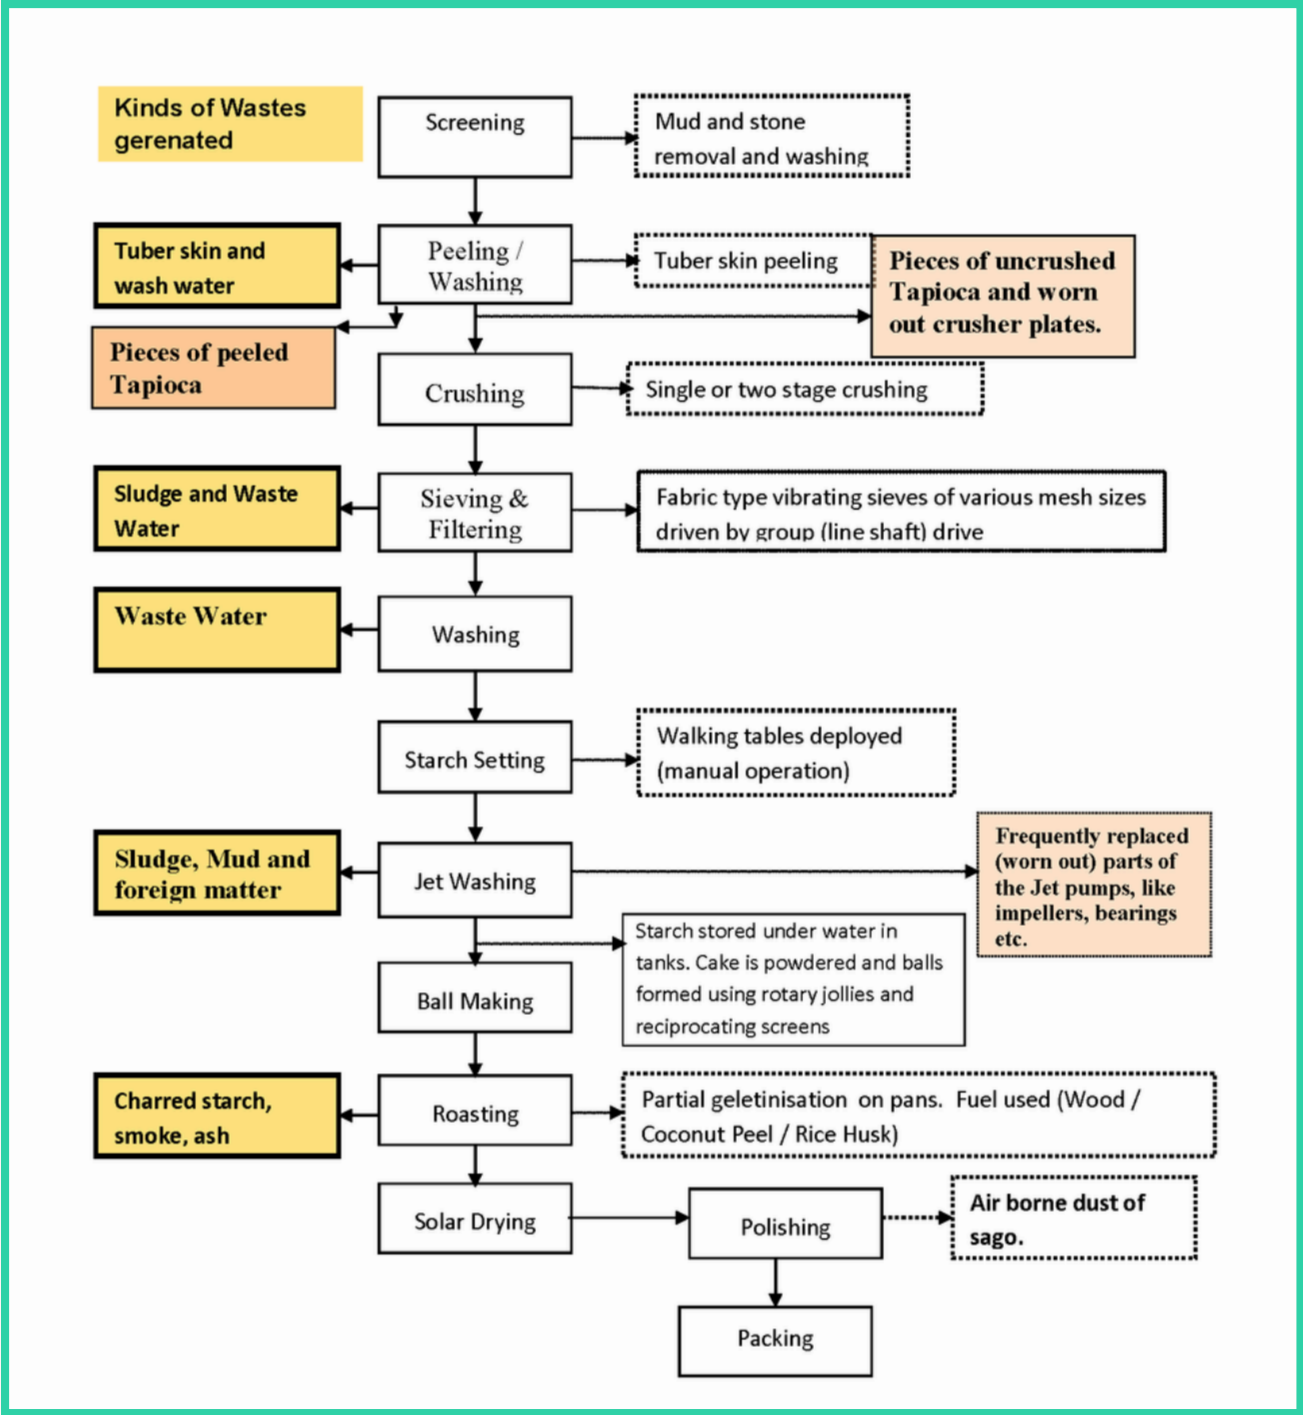 Kinds of Wastes
gerenated
Screening
Mud and stone
removal and washing
Tuber skin and
wash water
Peeling /
Washing
Tuber skin peeling
Pieces of uncrushed
Tapioca and worn
out crusher plates.
Pieces of peeled
Tapioca
Crushing
Single or two stage crushing
Sludge and Waste
Water
Sieving &
Filtering
Fabric type vibrating sieves of various mesh sizes
driven by group (line shaft) drive
Waste Water
Washing
Starch Setting
Walking tables deployed
(manual operation)
Sludge, Mud and
foreign matter
Jet Washing
Frequently replaced
(worn out) parts of
the Jet pumps, like
impellers, bearings
etc.
Starch stored under water in
tanks. Cake is powdered and balls
formed using rotary jollies and
reciprocating screens
Ball Making
Charred starch,
smoke, ash
Roasting
Partial geletinisation on pans. Fuel used (Wood /
Coconut Peel / Rice Husk)
Solar Drying
Polishing
Air borne dust of
sago.
Packing